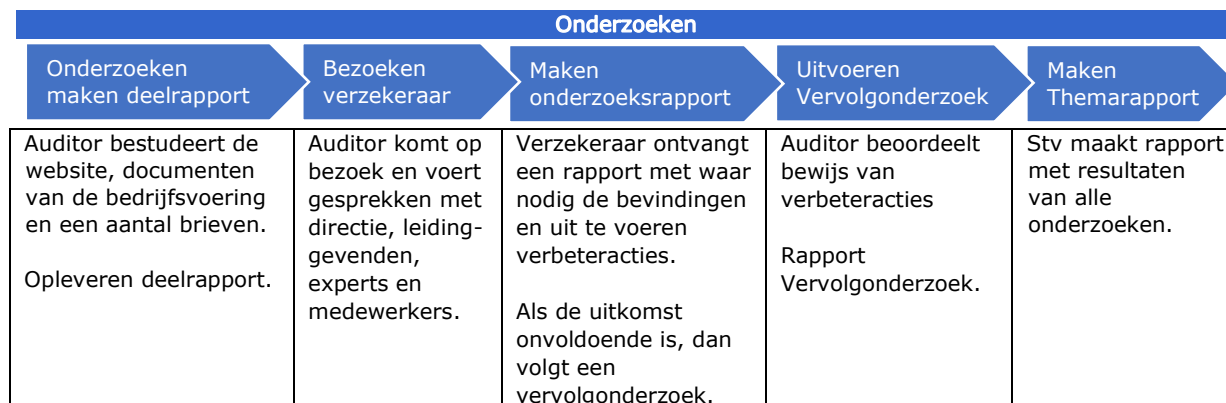 Onderzoeken
Onderzoeken
maken deelrapport
Bezoeken
verzekeraar
Maken
onderzoeksrapport
Uitvoeren
Vervolgonderzoek
Maken
Themarapport
Auditor bestudeert de
website, documenten
van de bedrijfsvoering
en een aantal brieven.
Opleveren deelrapport.
Auditor komt op
bezoek en voert
gesprekken met
directie, leiding-
gevenden,
experts en
medewerkers.
Verzekeraar ontvangt
een rapport met waar
nodig de bevindingen
en uit te voeren
verbeteracties.
Als de uitkomst
onvoldoende is, dan
volgt een
vervolgonderzoek.
Auditor beoordeelt
bewijs van
verbeteracties
Rapport
Vervolgonderzoek.
Stv maakt rapport
met resultaten
van alle
onderzoeken.